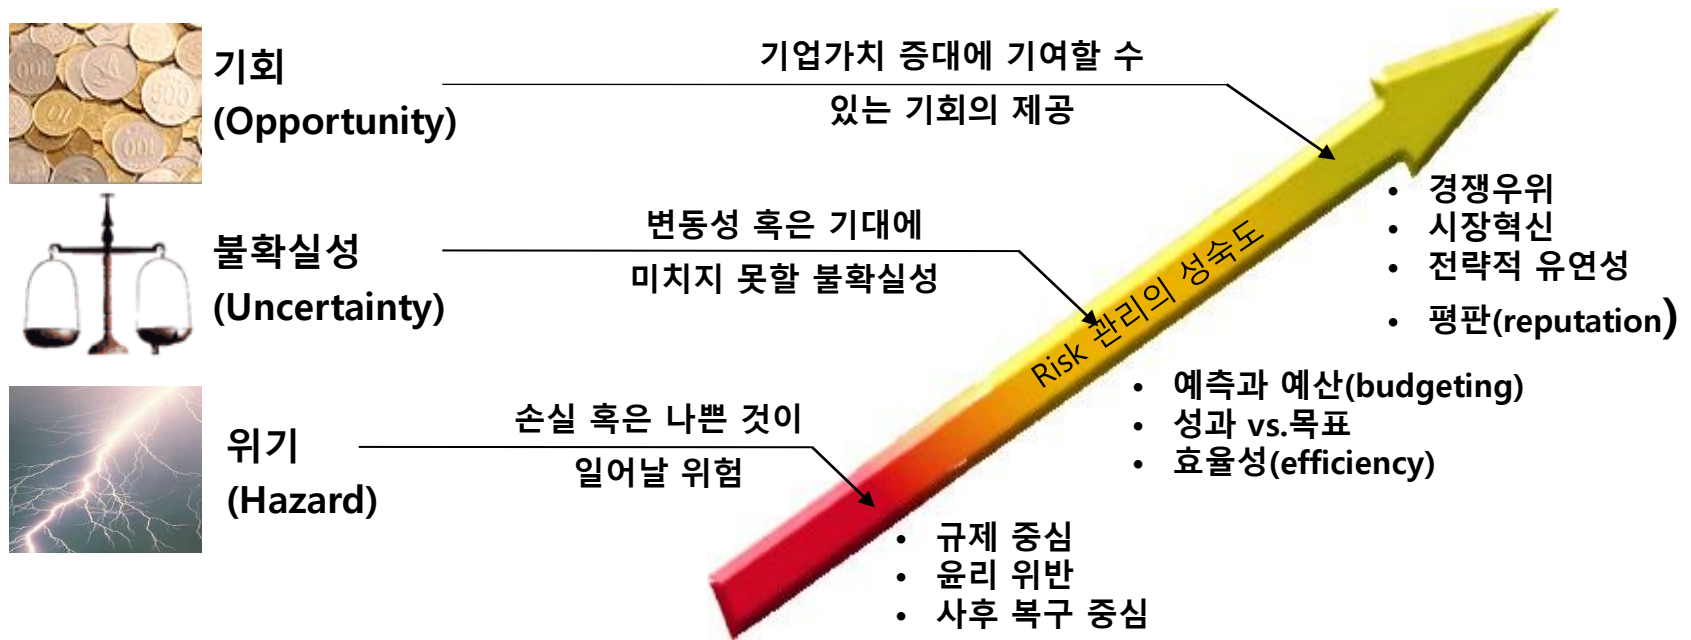 기회
(Opportunity)
기업가치 증대에 기여할 수
있는 기회의 제공
불확실성
(Uncertainty)
변동성 혹은 기대에
미치지 못할 불확실성
위기
(Hazard)
손실 혹은 나쁜 것이
일어날 위험
Risk 관리의 성숙도
• 경쟁우위
• 시장혁신
• 전략적 유연성
• 평판(reputation)
• 예측과 예산(budgeting)
• 성과 vs.목표
• 효율성(efficiency)
• 규제 중심
• 윤리 위반
• 사후 복구 중심